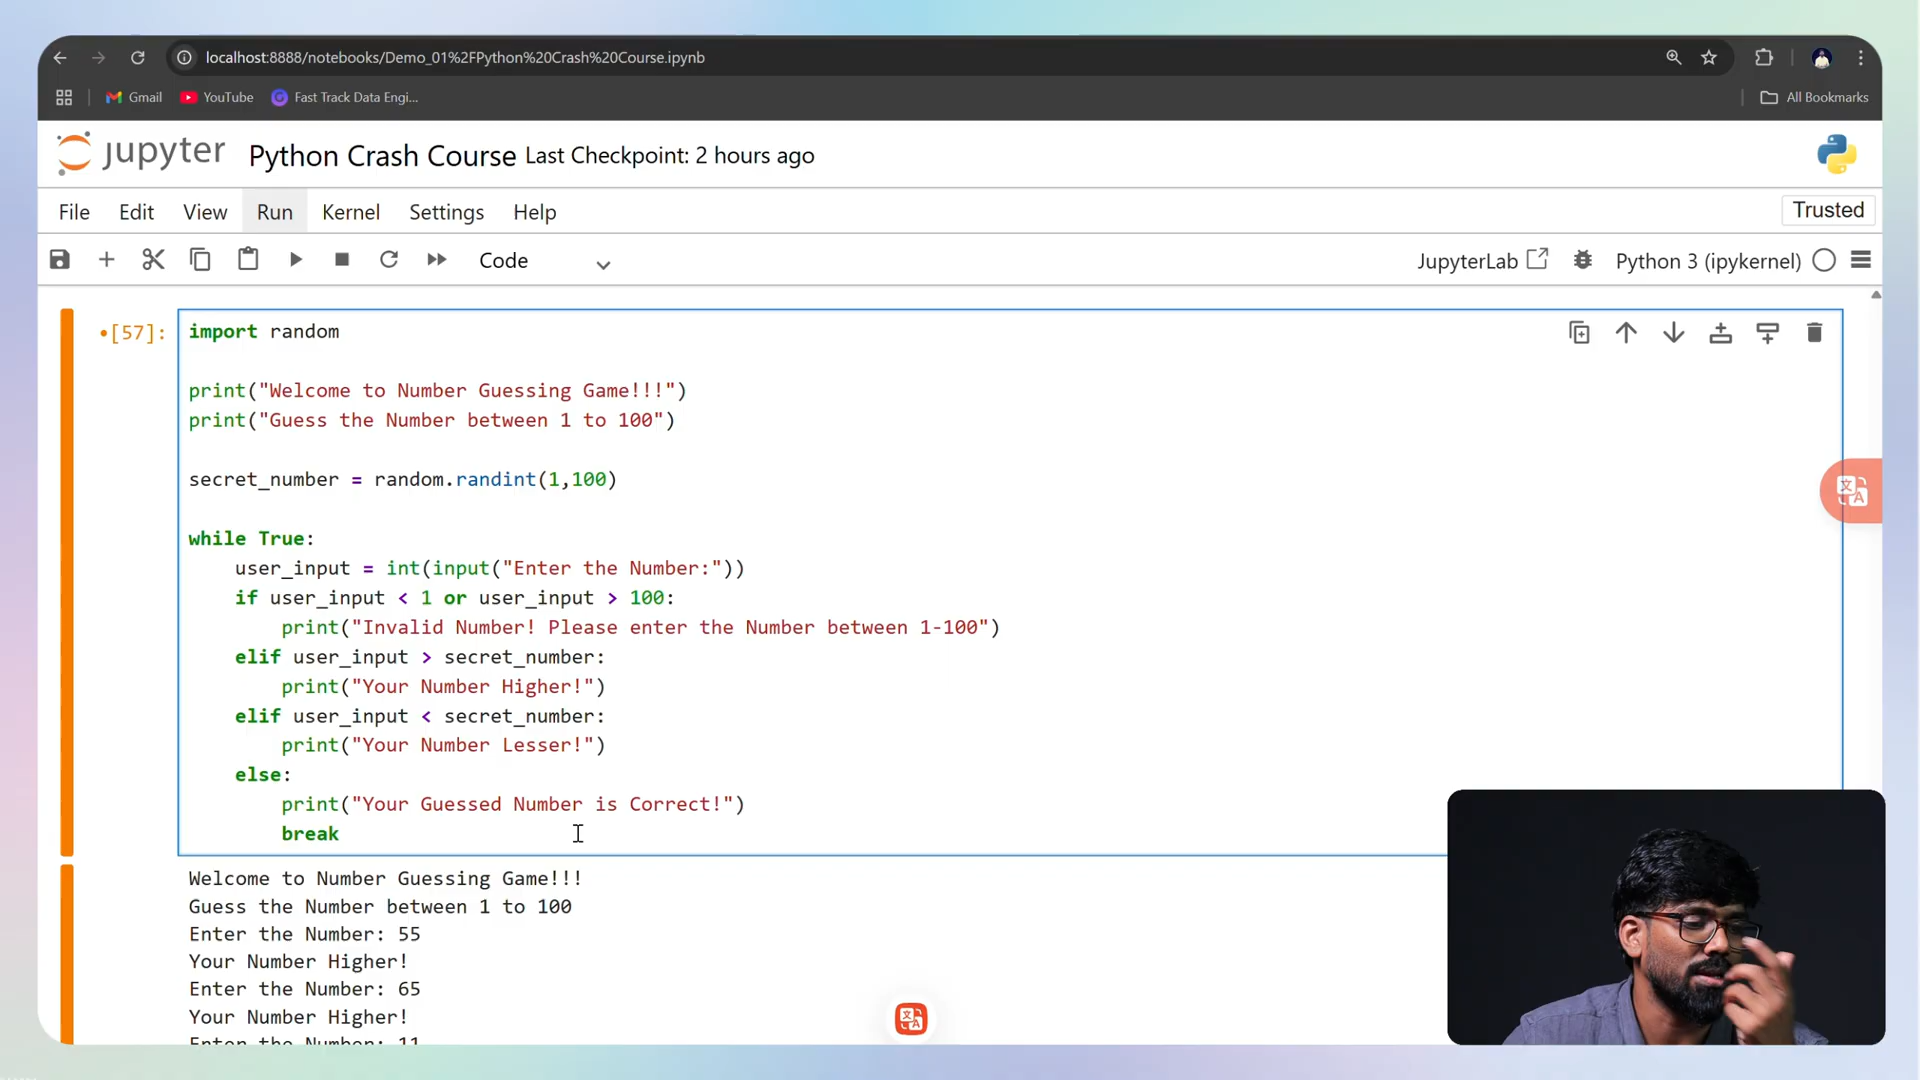 localhost:8888/notebooks/Demo_01%2FPython%20Crash%20Course.ipynb
Gmail YouTube Fast Track Data Engi... All Bookmarks
jupyter Python Crash Course Last Checkpoint: 2 hours ago
File Edit View Run Kernel Settings Help Trusted
Code JupyterLab Python 3 (ipykernel)
•[57]: import random
print("Welcome to Number Guessing Game!!!")
print("Guess the Number between 1 to 100")
secret_number = random.randint(1,100)
while True:
    user_input = int(input("Enter the Number:"))
    if user_input < 1 or user_input > 100:
        print("Invalid Number! Please enter the Number between 1-100")
    elif user_input > secret_number:
        print("Your Number Higher!")
    elif user_input < secret_number:
        print("Your Number Lesser!")
    else:
        print("Your Guessed Number is Correct!")
        break
Welcome to Number Guessing Game!!!
Guess the Number between 1 to 100
Enter the Number: 55
Your Number Higher!
Enter the Number: 65
Your Number Higher!
Enter the Number: 11